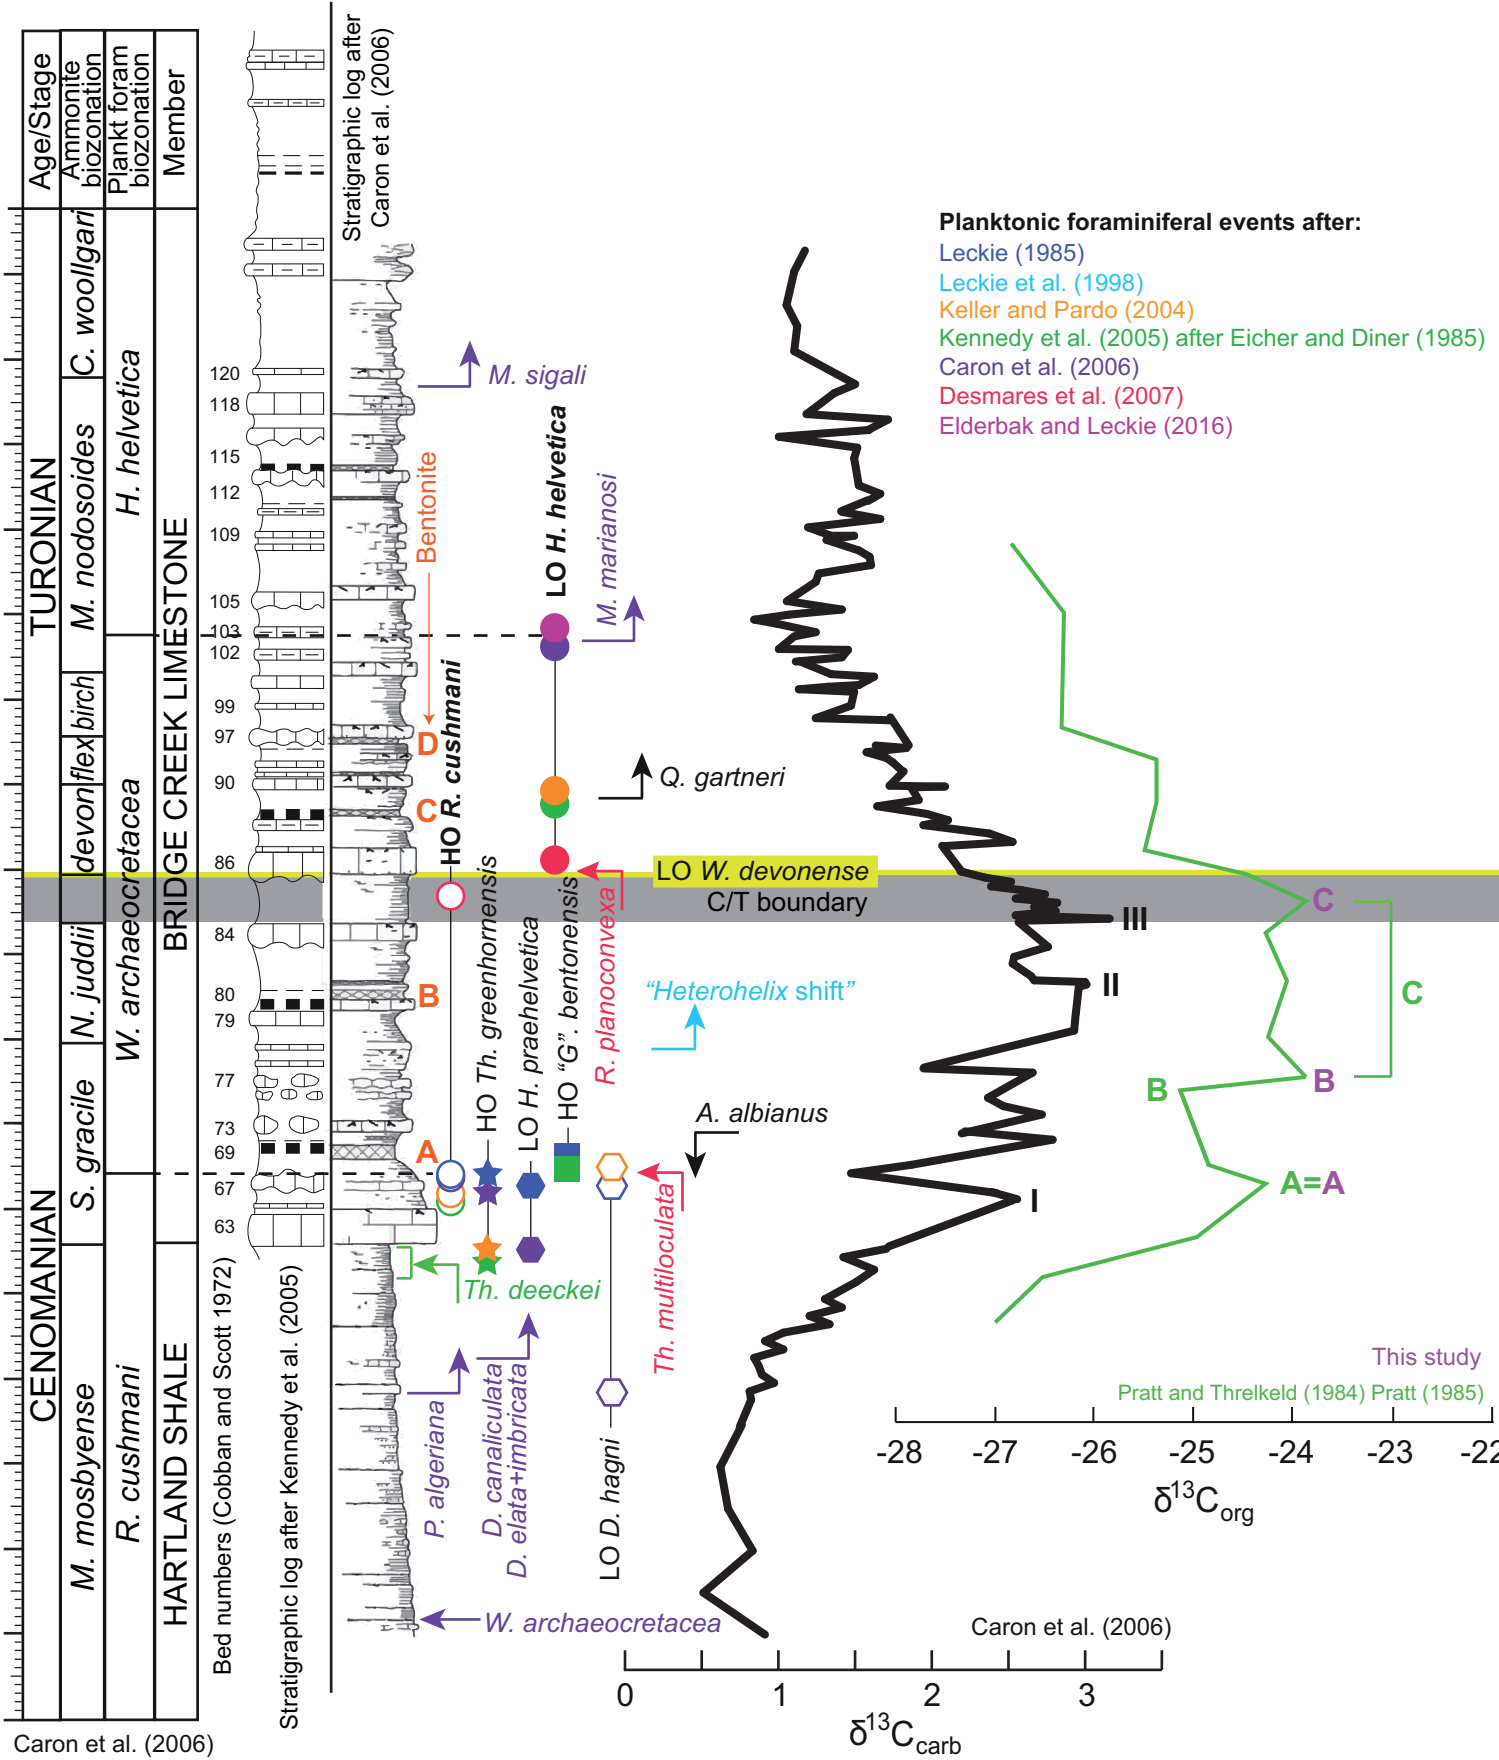 Age/Stage
Ammonite
biozonation
Plankt foram
biozonation
Member
Stratigraphic log after
Caron et al. (2006)
TURONIAN
CENOMANIAN
C. woollgari
M. nodosoides
birch
flex
devon
N. juddii
S. gracile
M. mosbyense
H. helvetica
W. archaeocretacea
R. cushmani
BRIDGE CREEK LIMESTONE
HARTLAND SHALE
120
118
115
112
109
105
103
102
99
97
90
86
84
80
79
77
73
69
67
63
Bed numbers (Cobban and Scott 1972)
Stratigraphic log after Kennedy et al. (2005)
Planktonic foraminiferal events after:
Leckie (1985)
Leckie et al. (1998)
Keller and Pardo (2004)
Kennedy et al. (2005) after Eicher and Diner (1985)
Caron et al. (2006)
Desmares et al. (2007)
Elderbak and Leckie (2016)
M. sigali
Bentonite
LO H. helvetica
M. marianosi
D
C
B
A
HO R. cushmani
Q. gartneri
LO W. devonense
C/T boundary
HO Th. greenhornensis
LO H. praehelvetica
HO “G”. bentonensis
R. planoconvexa
“Heterohelix shift”
A. albianus
Th. multiloculata
Th. deeckei
P. algeriana
D. canaliculata
D. elata+imbricata
LO D. hagni
W. archaeocretacea
III
II
I
C
C
B
B
A=A
This study
Pratt and Threlkeld (1984) Pratt (1985)
-28 -27 -26 -25 -24 -23 -22
δ13Corg
Caron et al. (2006)
0 1 2 3
δ13Ccarb
Caron et al. (2006)